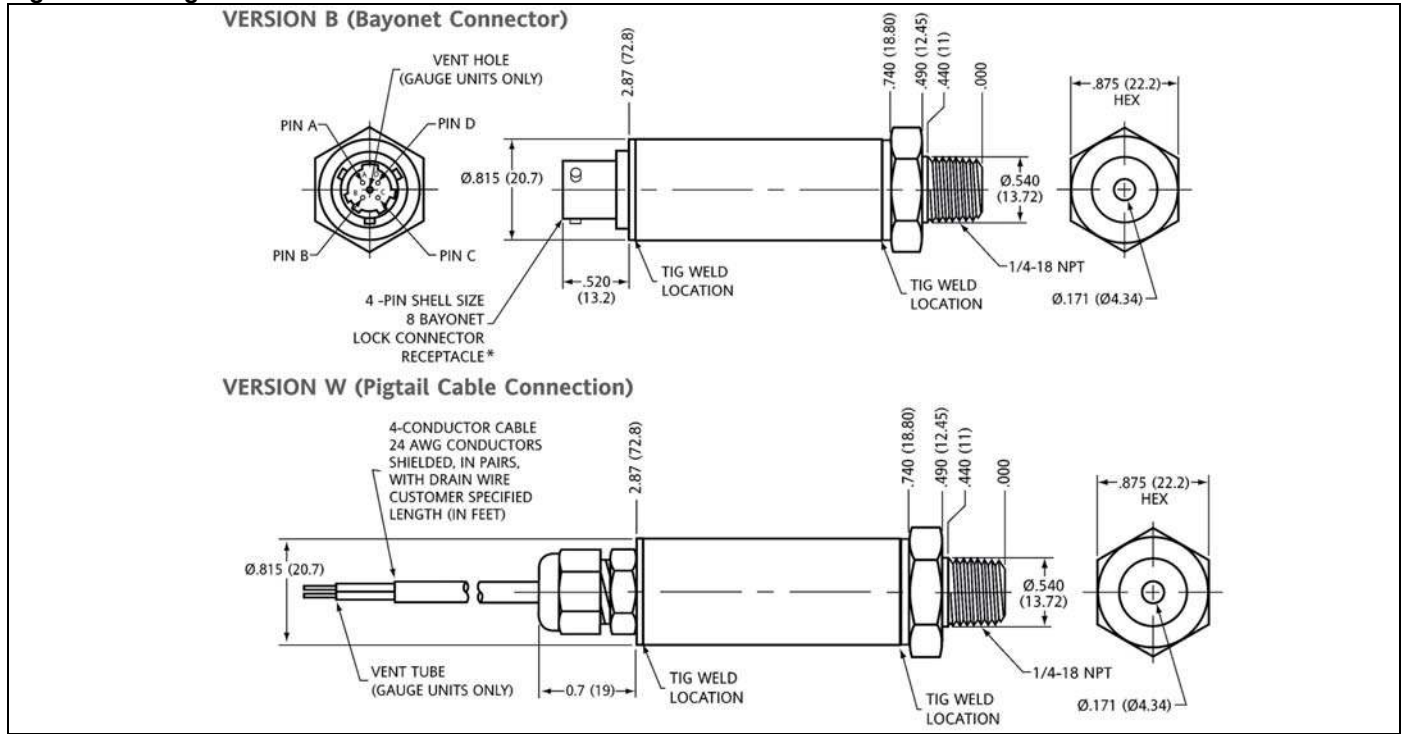 VERSION B (Bayonet Connector)
VENT HOLE
(GAUGE UNITS ONLY)
PIN A
PIN D
PIN B
PIN C
A
D
B
C
2.87 (72.8)
.740 (18.80)
.490 (12.45)
.440 (11)
.000
.875 (22.2)
HEX
Ø.815 (20.7)
Ø.540
(13.72)
.520
(13.2)
TIG WELD
LOCATION
TIG WELD
LOCATION
1/4-18 NPT
Ø.171 (Ø4.34)
4 -PIN SHELL SIZE
8 BAYONET
LOCK CONNECTOR
RECEPTACLE*
VERSION W (Pigtail Cable Connection)
4-CONDUCTOR CABLE
24 AWG CONDUCTORS
SHIELDED, IN PAIRS,
WITH DRAIN WIRE
CUSTOMER SPECIFIED
LENGTH (IN FEET)
2.87 (72.8)
.740 (18.80)
.490 (12.45)
.440 (11)
.000
.875 (22.2)
HEX
Ø.815 (20.7)
Ø.540
(13.72)
VENT TUBE
(GAUGE UNITS ONLY)
0.7 (19)
TIG WELD
LOCATION
TIG WELD
LOCATION
1/4-18 NPT
Ø.171 (Ø4.34)